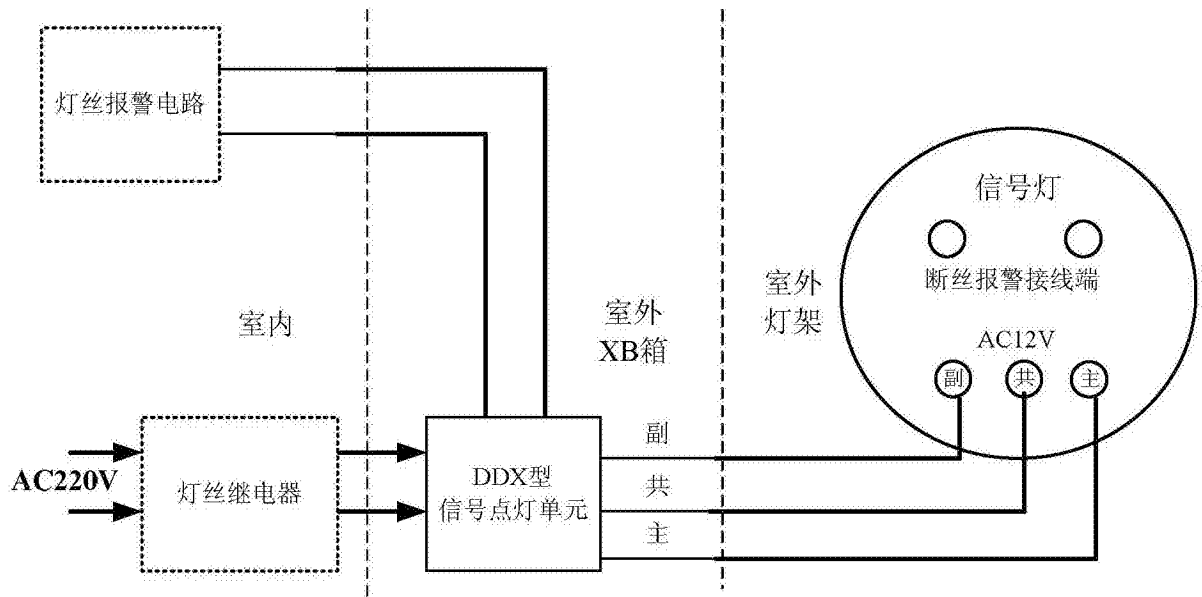 灯丝报警电路
信号灯
断丝报警接线端
室外
灯架
室内
室外
XB箱
AC12V
副
共
主
AC220V
灯丝继电器
DDX型
信号点灯单元
副
共
主